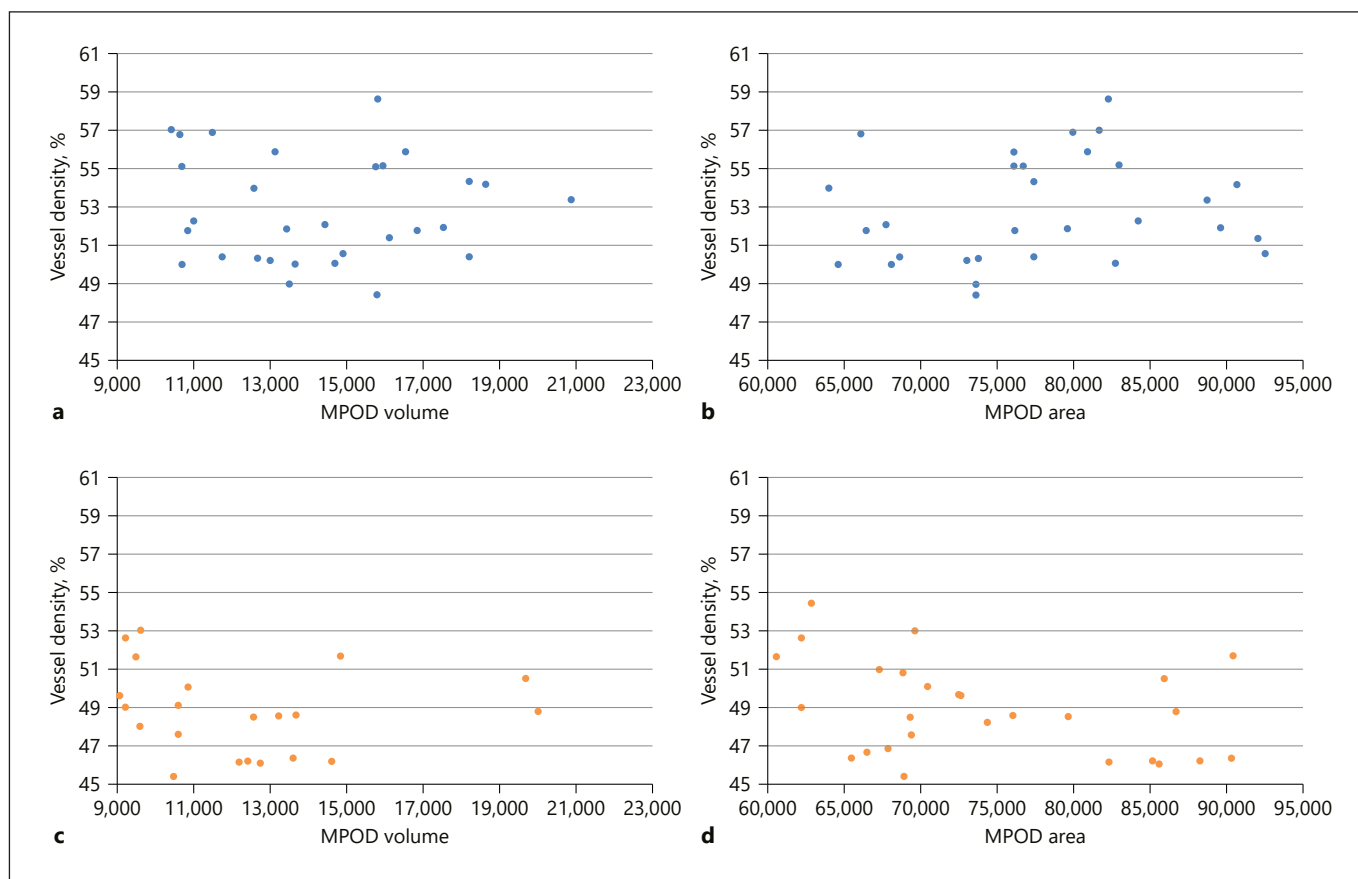 61
59
57
55
53
51
49
47
45
Vessel density, %
9,000 11,000 13,000 15,000 17,000 19,000 21,000 23,000
MPOD volume
a
61
59
57
55
53
51
49
47
45
Vessel density, %
60,000 65,000 70,000 75,000 80,000 85,000 90,000 95,000
MPOD area
b
61
59
57
55
53
51
49
47
45
Vessel density, %
9,000 11,000 13,000 15,000 17,000 19,000 21,000 23,000
MPOD volume
c
61
59
57
55
53
51
49
47
45
Vessel density, %
60,000 65,000 70,000 75,000 80,000 85,000 90,000 95,000
MPOD area
d